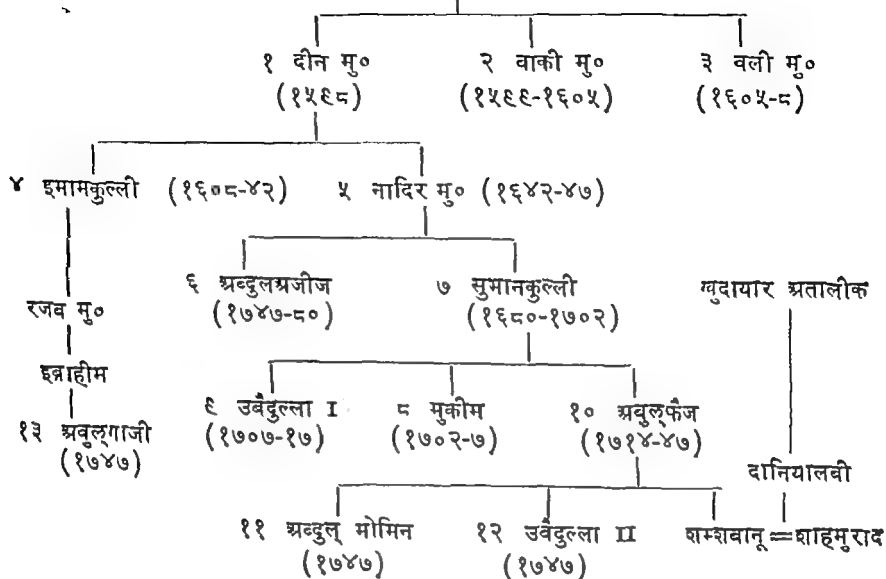 १ दीन मु० २ वाकी मु० ३ वली मु०
(१५९८) (१५९९-१६०५) (१६०५-८)
४ इमामकुल्ली (१६०८-४२) ५ नादिर मु० (१६४२-४७)
६ अब्दुलअजीज ७ सुभानकुल्ली खुदायार अतालीक
रजब मु० (१७४७-८०) (१६८०-१७०२)
इब्राहीम
९ उबैदुल्ला I ८ मुकीम १० अबुल्फैज
१३ अबुल्गाजी (१७०७-१७) (१७०२-७) (१७१४-४७)
(१७४७)
दानियालबी
११ अब्दुल् मोमिन १२ उबैदुल्ला II शम्शबानू=शाहमुराद
(१७४७) (१७४७)